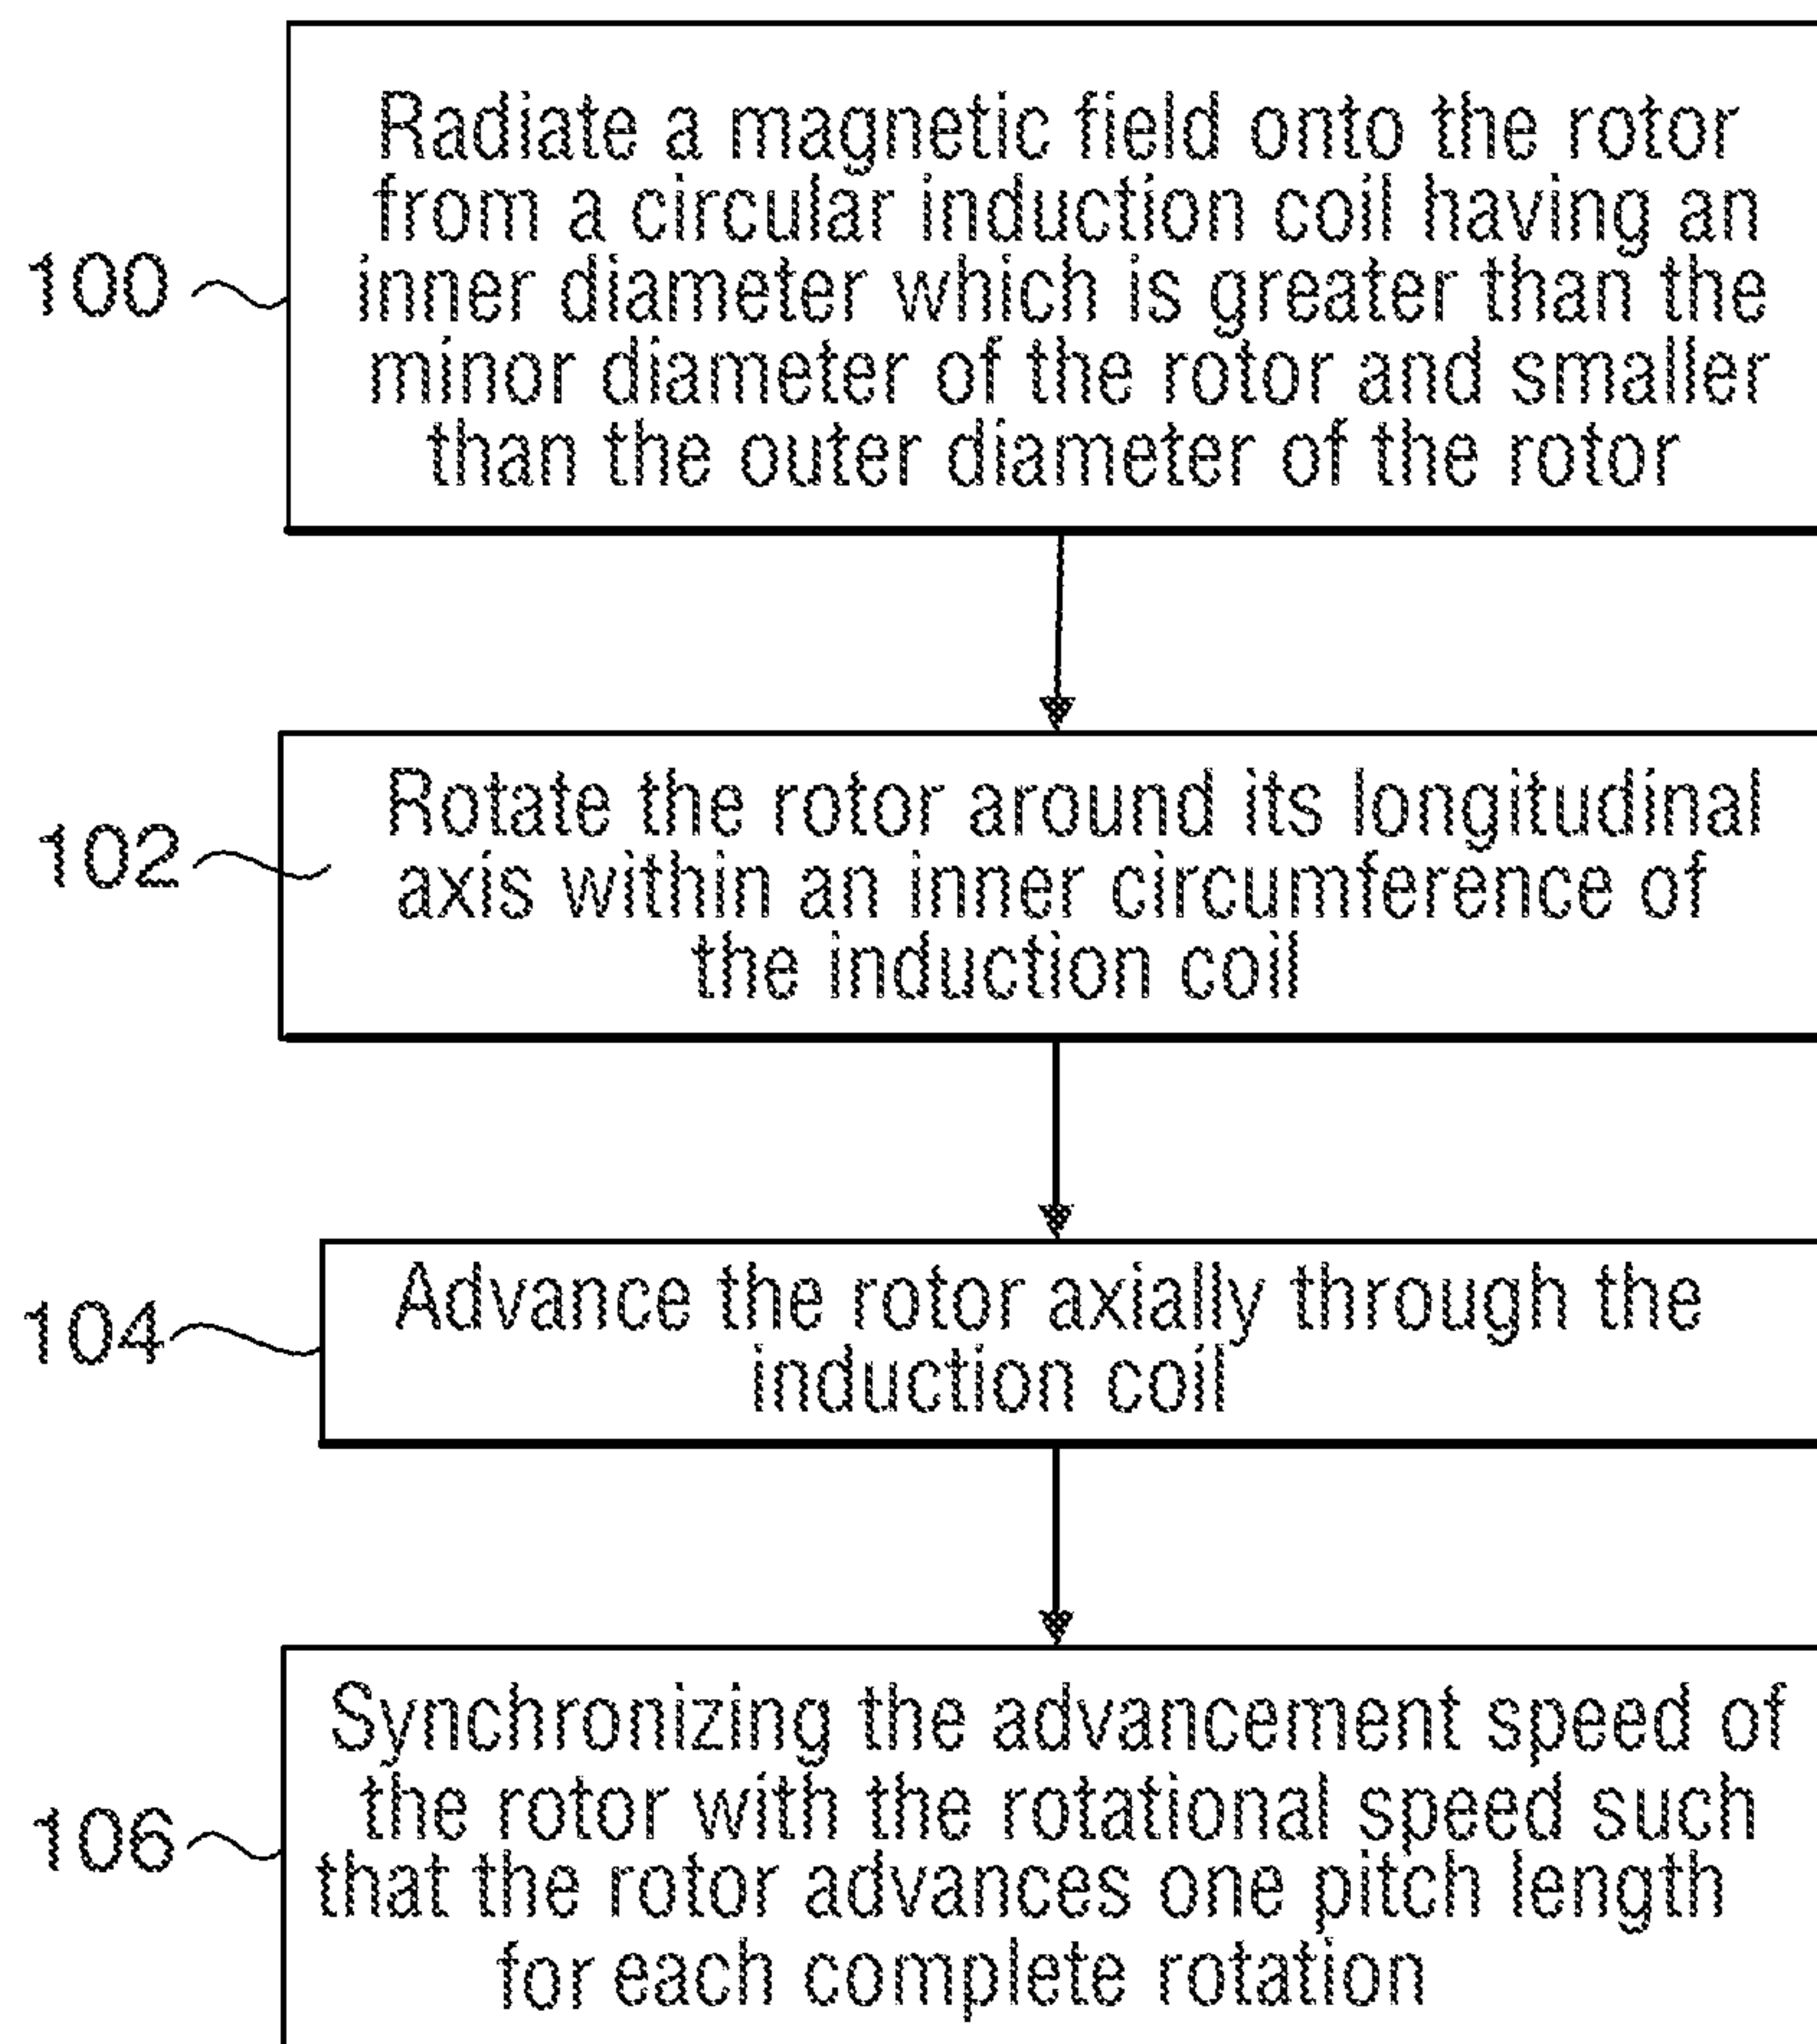 Radiate a magnetic field onto the rotor
from a circular induction coil having an
inner diameter which is greater than the
minor diameter of the rotor and smaller
than the outer diameter of the rotor
100
Rotate the rotor around its longitudinal
axis within an inner circumference of
the induction coil
102
Advance the rotor axially through the
induction coil
104
Synchronizing the advancement speed of
the rotor with the rotational speed such
that the rotor advances one pitch length
for each complete rotation
106